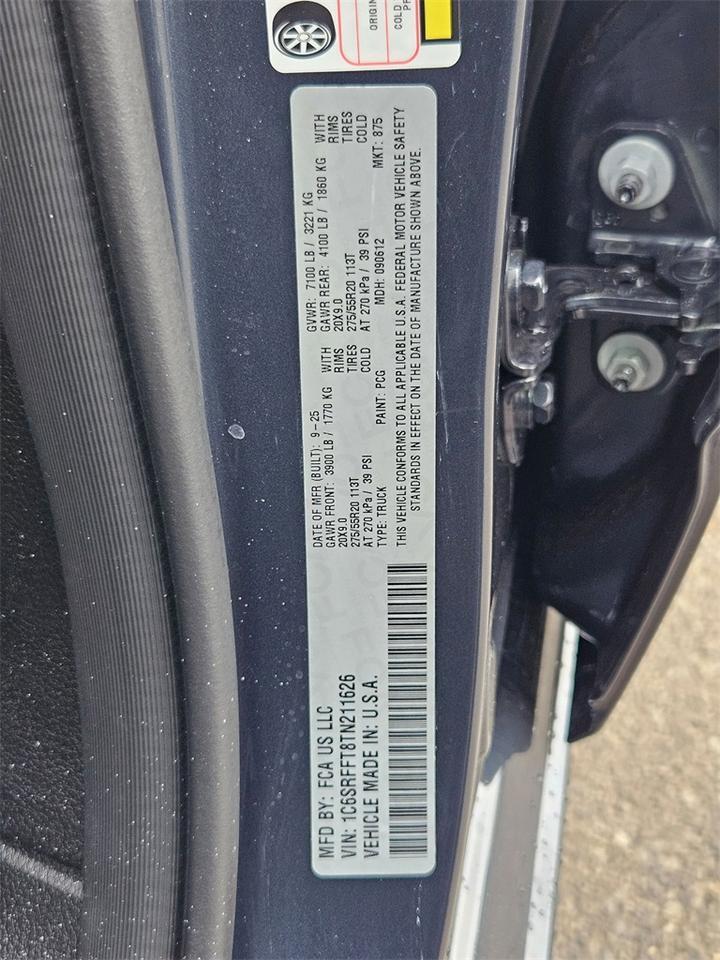 ORIGIN
COLD
MFD BY: FCA US LLC
VIN: 1C6SRFFT8TN211626
VEHICLE MADE IN: U.S.A.
DATE OF MFR (BUILT): 9-25 GVWR: 7100 LB / 3221 KG
GAWR FRONT: 3900 LB / 1770 KG WITH GAWR REAR: 4100 LB / 1860 KG WITH
20X9.0 RIMS 20X9.0 RIMS
275/55R20 113T TIRES 275/55R20 113T TIRES
AT 270 kPa / 39 PSI COLD AT 270 kPa / 39 PSI COLD
TYPE: TRUCK PAINT: PCG MDH: 090612 MKT: 875
THIS VEHICLE CONFORMS TO ALL APPLICABLE U.S.A. FEDERAL MOTOR VEHICLE SAFETY
STANDARDS IN EFFECT ON THE DATE OF MANUFACTURE SHOWN ABOVE.